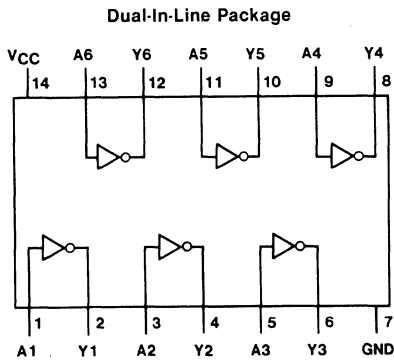 Dual-In-Line Package
VCC A6 Y6 A5 Y5 A4 Y4
14 13 12 11 10 9 8
1 2 3 4 5 6 7
A1 Y1 A2 Y2 A3 Y3 GND